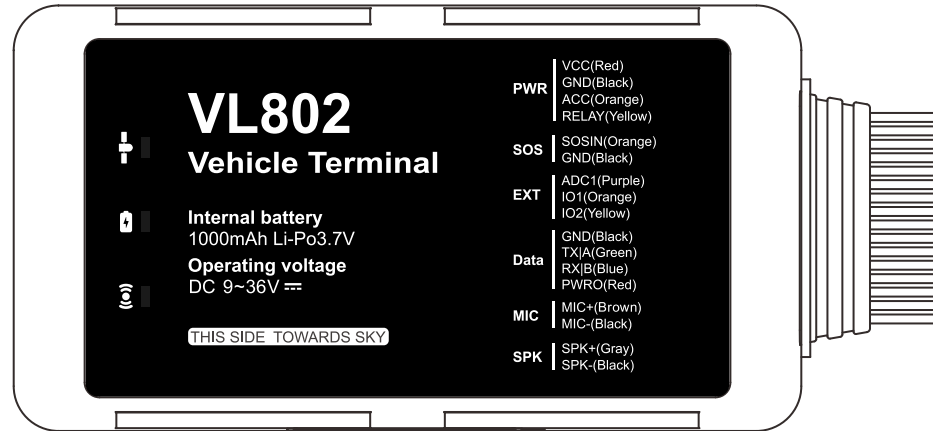 VL802
Vehicle Terminal
Internal battery
1000mAh Li-Po3.7V
Operating voltage
DC 9~36V
THIS SIDE TOWARDS SKY
PWR
VCC(Red)
GND(Black)
ACC(Orange)
RELAY(Yellow)
SOS
SOSIN(Orange)
GND(Black)
EXT
ADC1(Purple)
IO1(Orange)
IO2(Yellow)
Data
GND(Black)
TX|A(Green)
RX|B(Blue)
PWRO(Red)
MIC
MIC+(Brown)
MIC-(Black)
SPK
SPK+(Gray)
SPK-(Black)